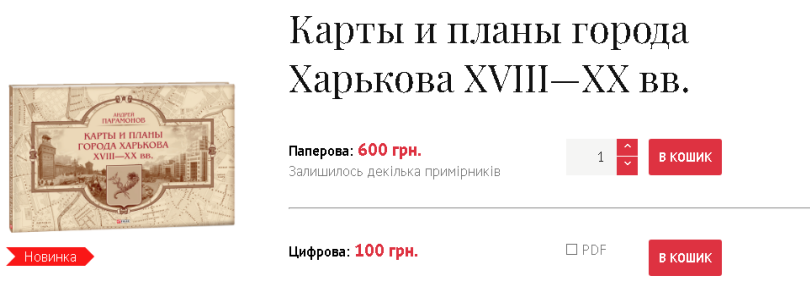 Карты и планы города
Харькова XVIII—XX вв.
АНДРЕЙ
ПАРАМОНОВ
КАРТЫ И ПЛАНЫ
ГОРОДА ХАРЬКОВА
XVIII—XX вв.
Новинка
Паперова: 600 грн.
Залишилось декілька примірників
1
В КОШИК
Цифрова: 100 грн.
PDF
В КОШИК